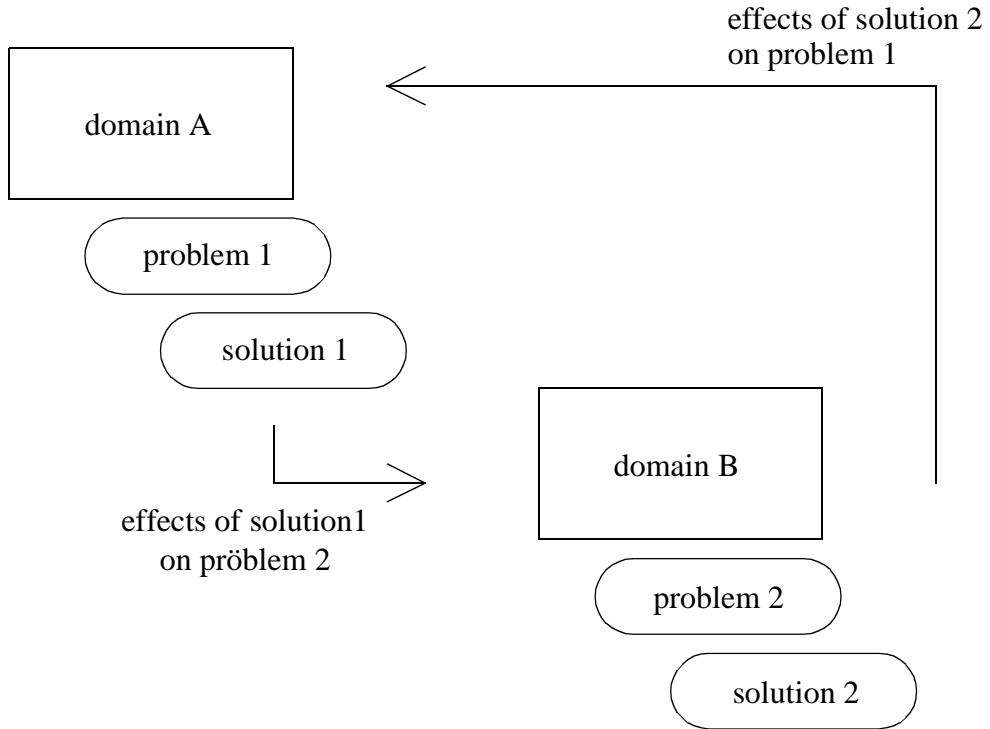 effects of solution 2
on problem 1
domain A
problem 1
solution 1
domain B
effects of solution1
on pröblem 2
problem 2
solution 2